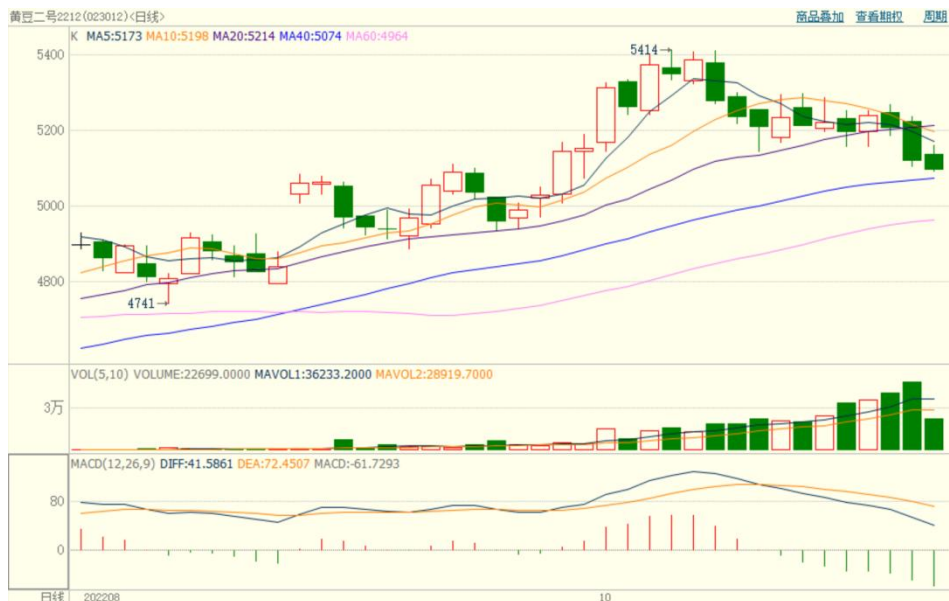 黄豆二号2212(023012)<日线> 商品叠加 查看期权 周期
K MA5:5173 MA10:5198 MA20:5214 MA40:5074 MA60:4964
5414→
5400
5200
5000
4800
4741→
VOL(5,10) VOLUME:22699.0000 MAVOL1:36233.2000 MAVOL2:28919.7000
3万
MACD(12,26,9) DIFF:41.5861 DEA:72.4507 MACD:-61.7293
80
0
日线 202208 10